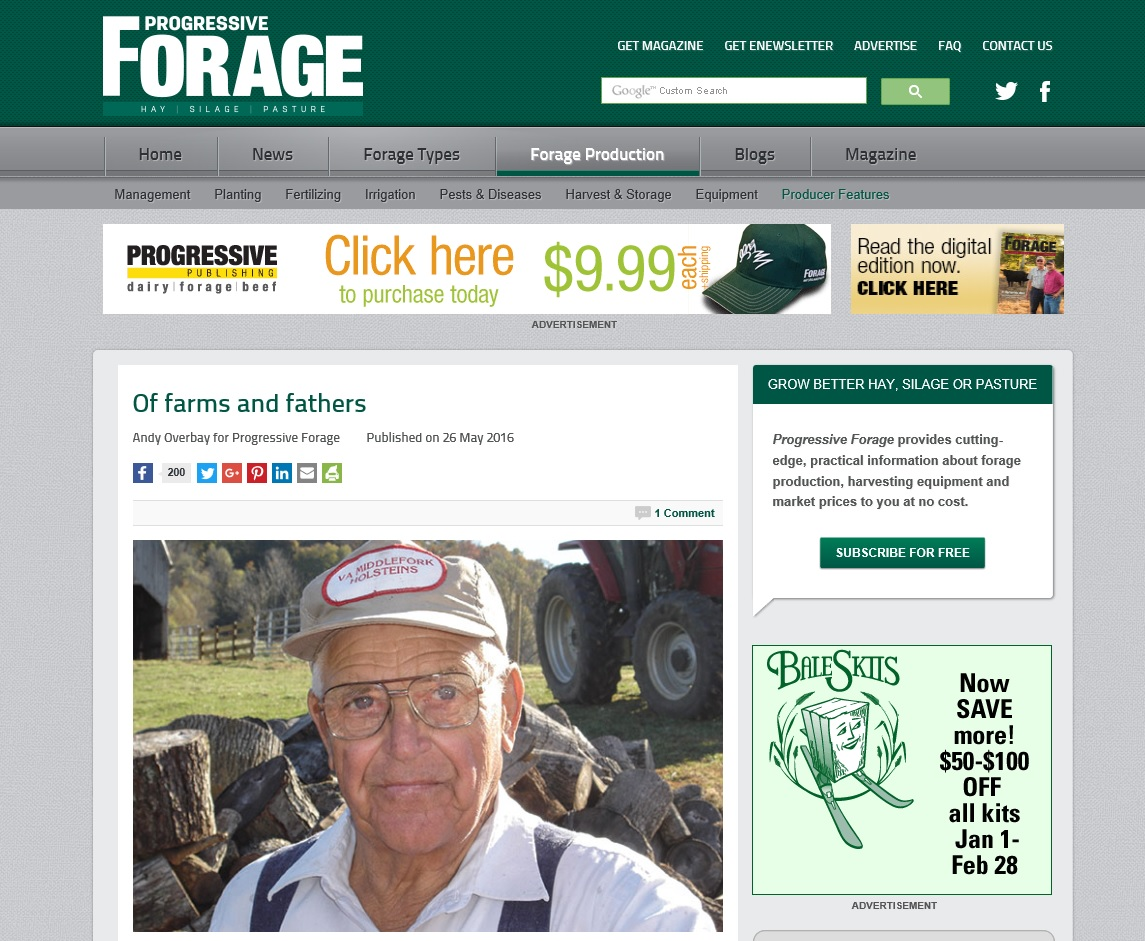 PROGRESSIVE
FORAGE
HAY | SILAGE | PASTURE
GET MAGAZINE GET ENEWSLETTER ADVERTISE FAQ CONTACT US
Google™ Custom Search
Home News Forage Types Forage Production Blogs Magazine
Management Planting Fertilizing Irrigation Pests & Diseases Harvest & Storage Equipment Producer Features
PROGRESSIVE
PUBLISHING
dairy | forage | beef
Click here
to purchase today
$9.99
each
+shipping
FORAGE
Read the digital
edition now.
CLICK HERE
FORAGE
ADVERTISEMENT
Of farms and fathers
Andy Overbay for Progressive Forage Published on 26 May 2016
200
1 Comment
VA MIDDLEFORK
HOLSTEINS
GROW BETTER HAY, SILAGE OR PASTURE
Progressive Forage provides cutting-
edge, practical information about forage
production, harvesting equipment and
market prices to you at no cost.
SUBSCRIBE FOR FREE
BALESKIIS
Now
SAVE
more!
$50-$100
OFF
all kits
Jan 1-
Feb 28
ADVERTISEMENT